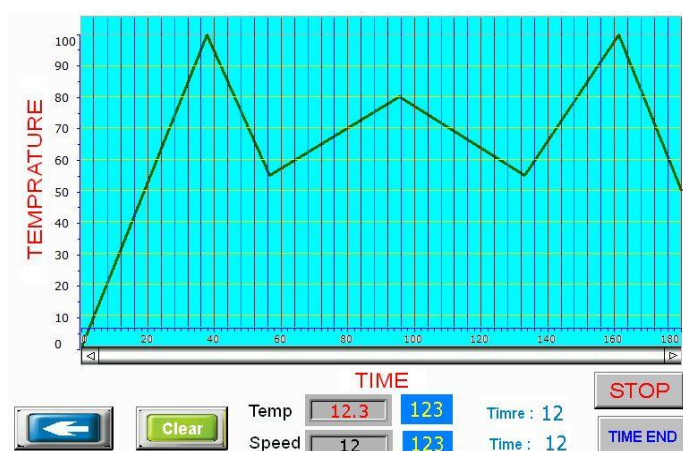 100
90
80
70
60
50
40
30
20
10
0
TEMPRATURE
0 20 40 60 80 100 120 140 160 180
TIME
STOP
Clear
Temp 12.3 123 Timre : 12
Speed 12 123 Time : 12
TIME END